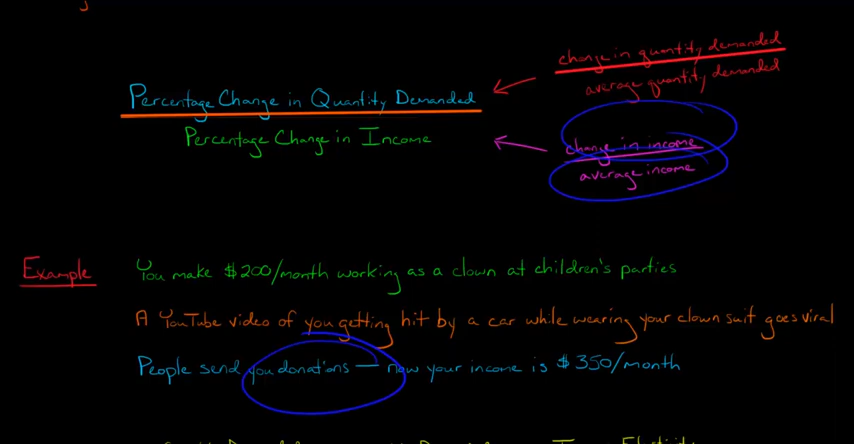 change in quantity demanded
average quantity demanded
Percentage Change in Quantity Demanded
Percentage Change in Income
change in income
average income
Example
You make $200/month working as a clown at children's parties
A YouTube video of you getting hit by a car while wearing your clown suit goes viral
People send you donations — now your income is $350/month